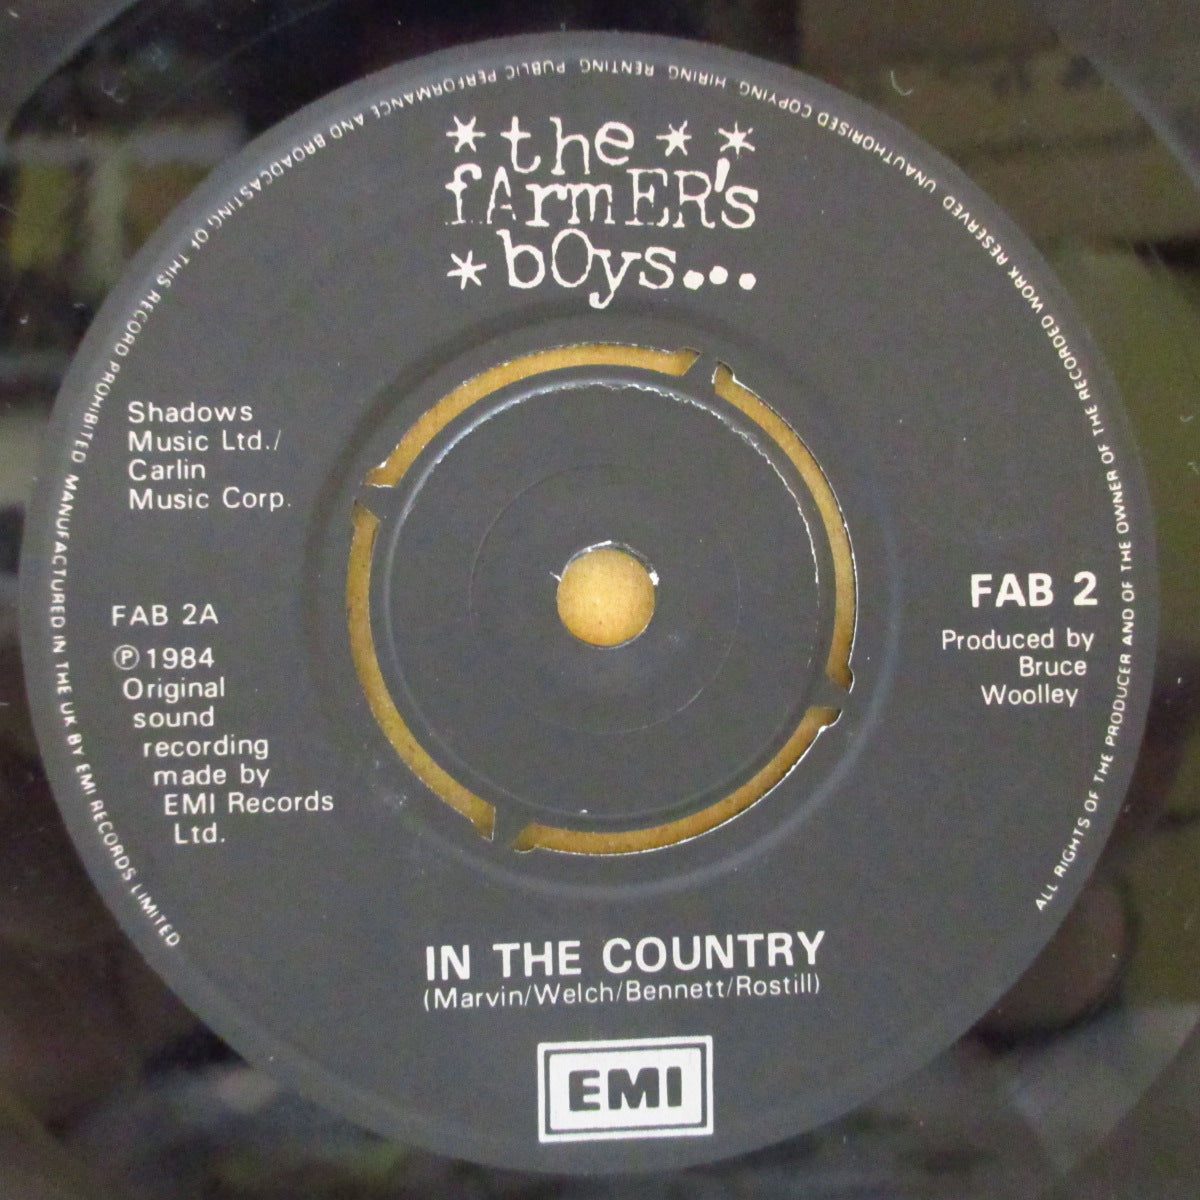 ALL RIGHTS OF THE PRODUCER AND OF THE OWNER OF THE RECORDED WORK RESERVED UNAUTHORISED COPYING HIRING RENTING PUBLIC PERFORMANCE AND BROADCASTING OF THIS RECORD PROHIBITED MANUFACTURED IN THE UK BY EMI RECORDS LIMITED
*the**
fArmER's
*bOys...
Shadows
Music Ltd./
Carlin
Music Corp.
FAB 2A
℗ 1984
Original
sound
recording
made by
EMI Records
Ltd.
FAB 2
Produced by
Bruce
Woolley
IN THE COUNTRY
(Marvin/Welch/Bennett/Rostill)
EMI